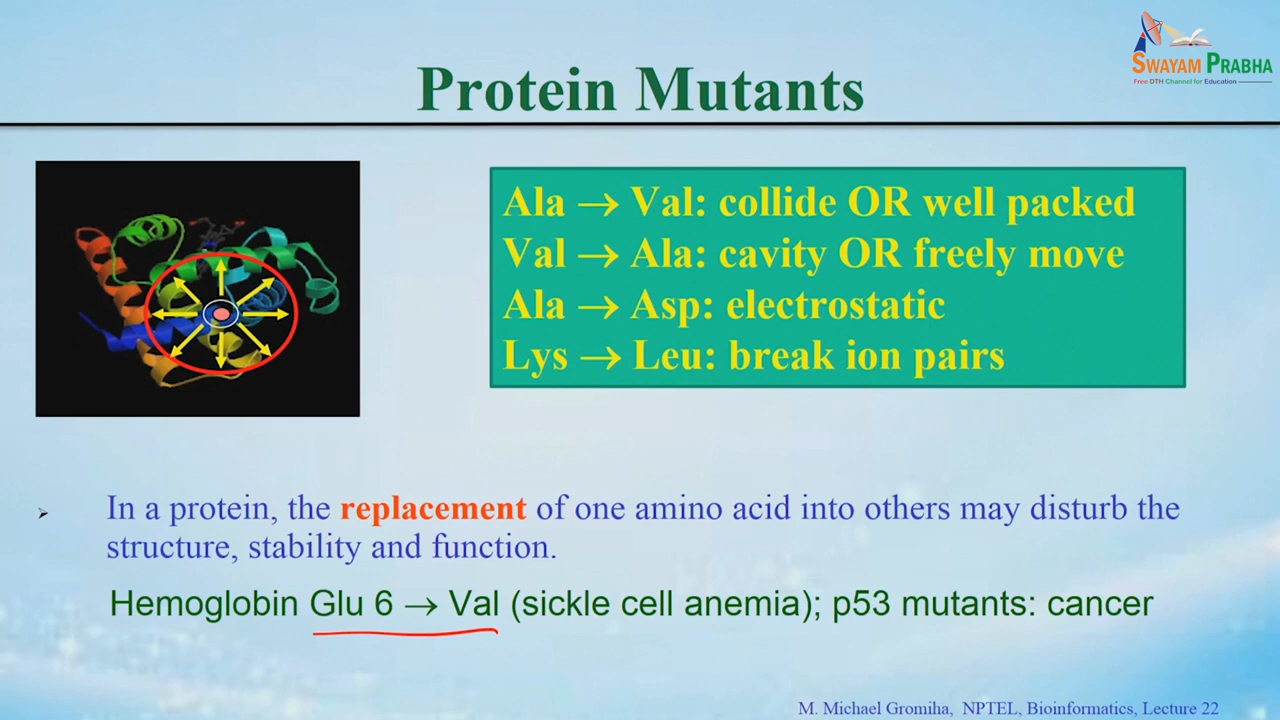 SWAYAM PRABHA
Free DTH Channel for Education
Protein Mutants
Ala → Val: collide OR well packed
Val → Ala: cavity OR freely move
Ala → Asp: electrostatic
Lys → Leu: break ion pairs
➢ In a protein, the replacement of one amino acid into others may disturb the
structure, stability and function.
Hemoglobin Glu 6 → Val (sickle cell anemia); p53 mutants: cancer
M. Michael Gromiha, NPTEL, Bioinformatics, Lecture 22